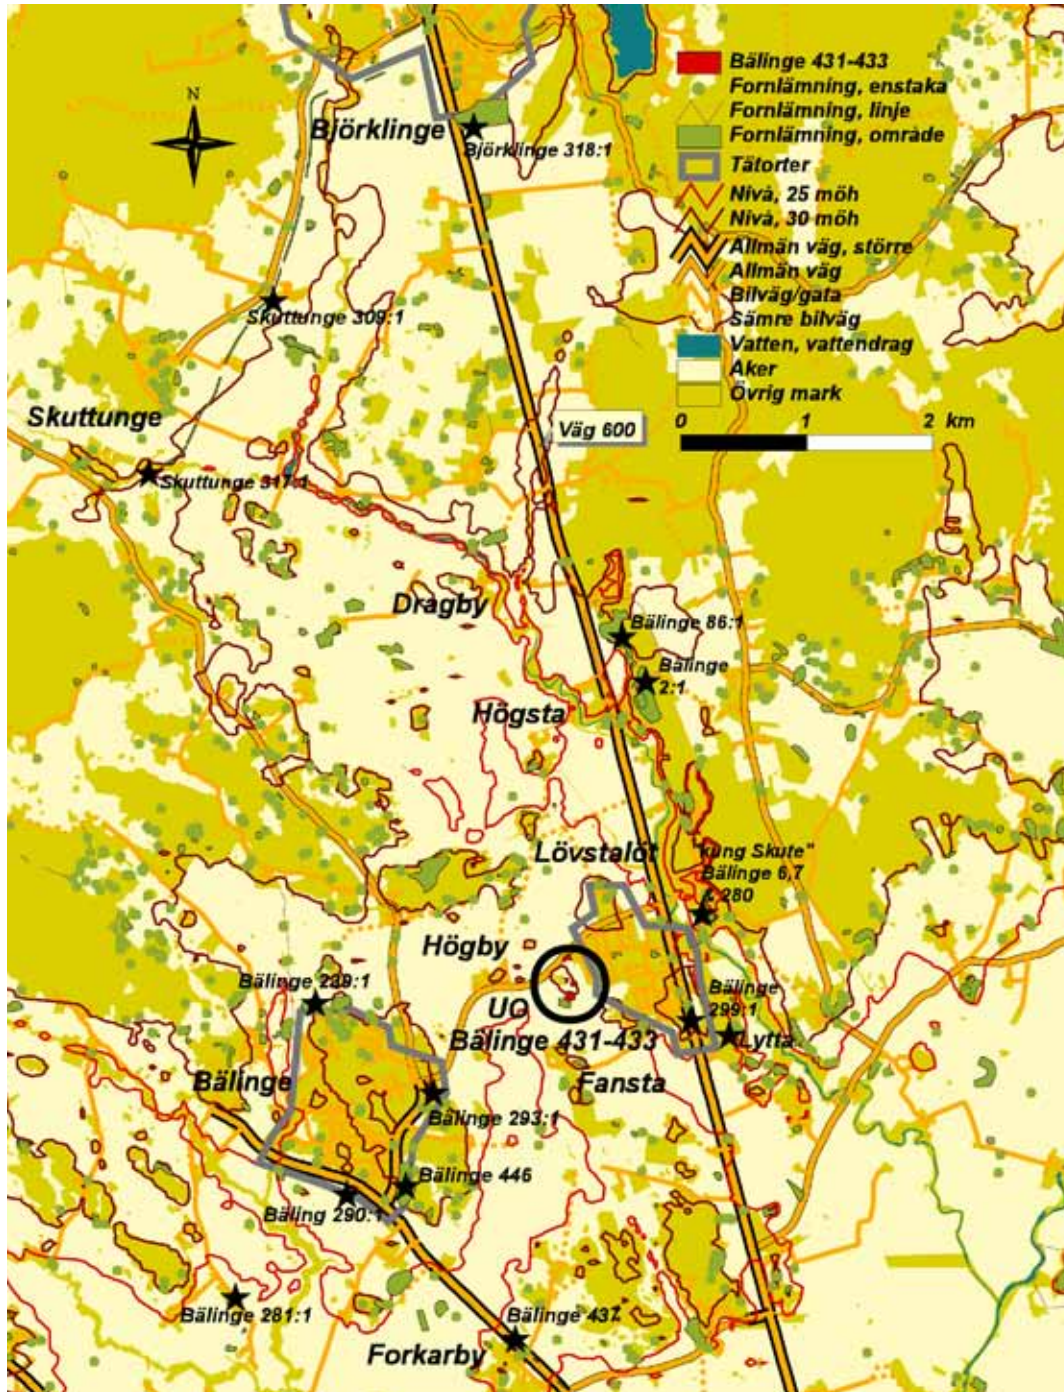 Bälinge 431-433
Fornlämning, enstaka
Fornlämning, linje
Fornlämning, område
Tätorter
Nivå, 25 möh
Nivå, 30 möh
Allmän väg, större
Allmän väg
Bilväg/gata
Sämre bilväg
Vatten, vattendrag
Åker
Övrig mark
0 1 2 km
N
Björklinge
Björklinge 318:1
Skuttunge 309:1
Skuttunge
Väg 600
Skuttunge 317:1
Dragby
Bälinge 86:1
Bälinge
2:1
Högsta
Lövstalöt
"kung Skute"
Bälinge 6,7
& 280
Högby
Bälinge 239:1
Bälinge
299:1
UO
Bälinge 431-433
Lytta
Bälinge
Fansta
Bälinge 293:1
Bälinge 446
Bäling 290:1
Bälinge 281:1
Bälinge 437
Forkarby